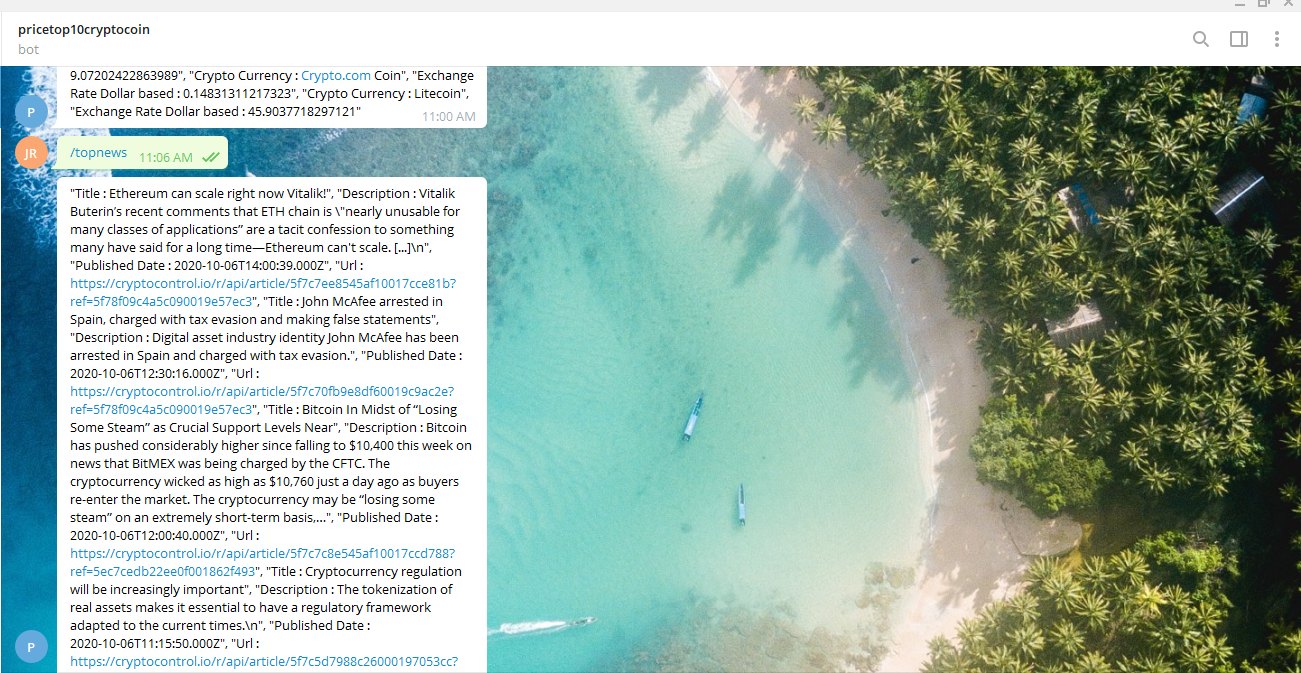 pricetop10cryptocoin
bot
9.07202422863989", "Crypto Currency : Crypto.com Coin", "Exchange
Rate Dollar based : 0.14831311217323", "Crypto Currency : Litecoin",
"Exchange Rate Dollar based : 45.9037718297121"
11:00 AM
P
JR
/topnews 11:06 AM
"Title : Ethereum can scale right now Vitalik!", "Description : Vitalik
Buterin’s recent comments that ETH chain is \"nearly unusable for
many classes of applications” are a tacit confession to something
many have said for a long time—Ethereum can't scale. [...]\n",
"Published Date : 2020-10-06T14:00:39.000Z", "Url :
https://cryptocontrol.io/r/api/article/5f7c7ee8545af10017cce81b?
ref=5f78f09c4a5c090019e57ec3", "Title : John McAfee arrested in
Spain, charged with tax evasion and making false statements",
"Description : Digital asset industry identity John McAfee has been
arrested in Spain and charged with tax evasion.", "Published Date :
2020-10-06T12:30:16.000Z", "Url :
https://cryptocontrol.io/r/api/article/5f7c70fb9e8df60019c9ac2e?
ref=5f78f09c4a5c090019e57ec3", "Title : Bitcoin In Midst of “Losing
Some Steam” as Crucial Support Levels Near", "Description : Bitcoin
has pushed considerably higher since falling to $10,400 this week on
news that BitMEX was being charged by the CFTC. The
cryptocurrency wicked as high as $10,760 just a day ago as buyers
re-enter the market. The cryptocurrency may be “losing some
steam” on an extremely short-term basis,...", "Published Date :
2020-10-06T12:00:40.000Z", "Url :
https://cryptocontrol.io/r/api/article/5f7c7c8e545af10017ccd788?
ref=5ec7cedb22ee0f001862f493", "Title : Cryptocurrency regulation
will be increasingly important", "Description : The tokenization of
real assets makes it essential to have a regulatory framework
adapted to the current times.\n", "Published Date :
2020-10-06T11:15:50.000Z", "Url :
https://cryptocontrol.io/r/api/article/5f7c5d7988c26000197053cc?
P